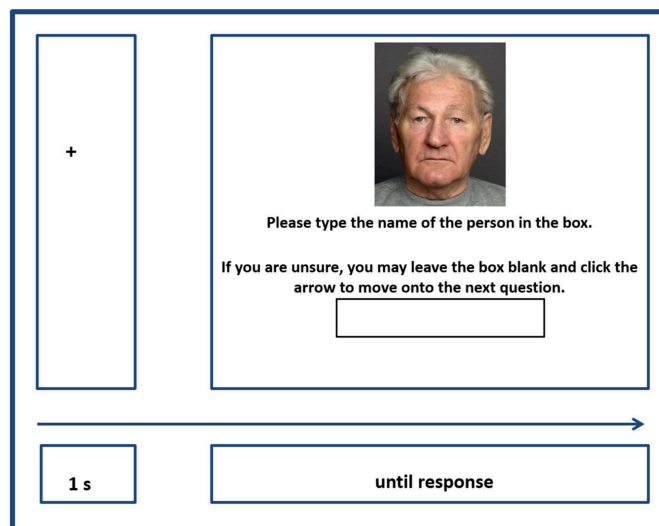 +
Please type the name of the person in the box.
If you are unsure, you may leave the box blank and click the
arrow to move onto the next question.
1 s
until response